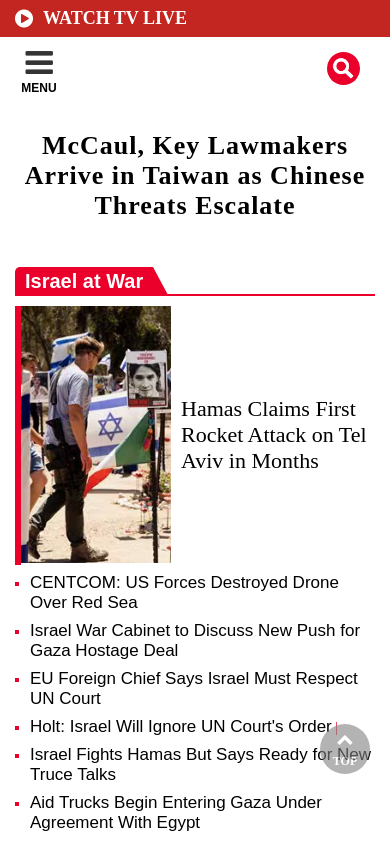 WATCH TV LIVE
MENU
McCaul, Key Lawmakers
Arrive in Taiwan as Chinese
Threats Escalate
Israel at War
Hamas Claims First
Rocket Attack on Tel
Aviv in Months
CENTCOM: US Forces Destroyed Drone
Over Red Sea
Israel War Cabinet to Discuss New Push for
Gaza Hostage Deal
EU Foreign Chief Says Israel Must Respect
UN Court
Holt: Israel Will Ignore UN Court's Order |
Israel Fights Hamas But Says Ready for New
Truce Talks
TOP
Aid Trucks Begin Entering Gaza Under
Agreement With Egypt